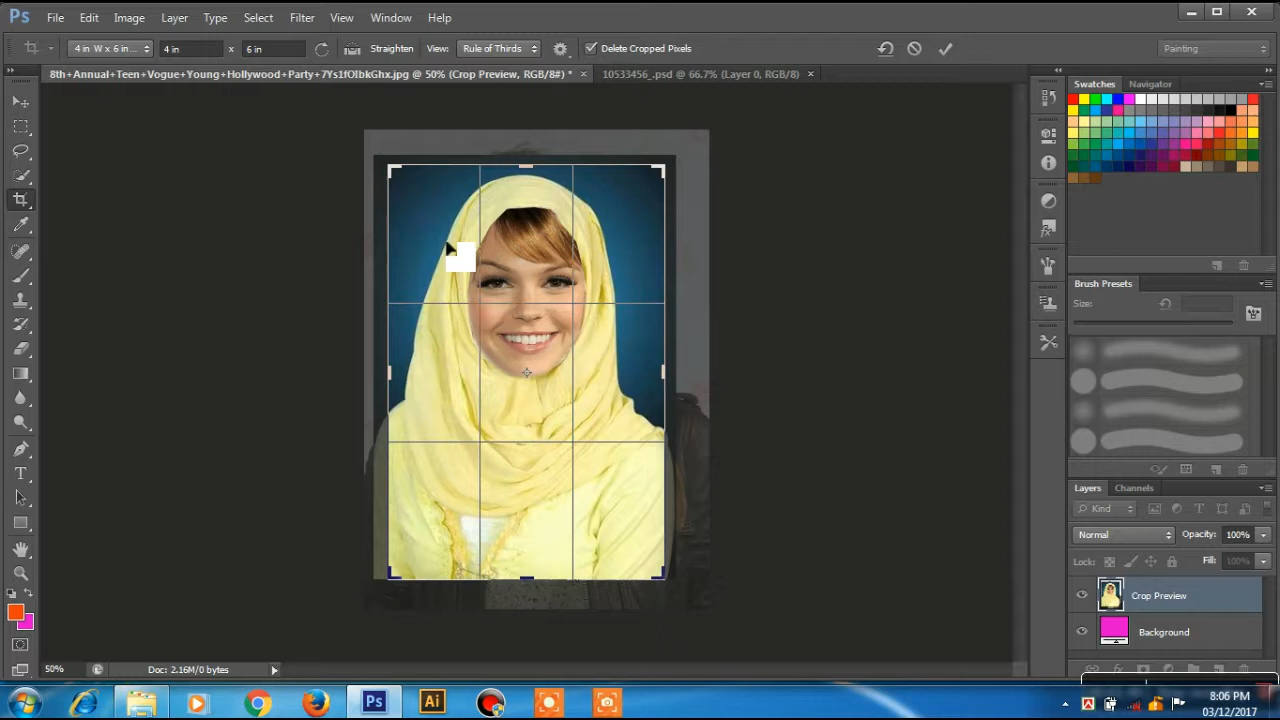 Ps File Edit Image Layer Type Select Filter View Window Help
4 in W x 6 in... 4 in x 6 in Straighten View: Rule of Thirds Delete Cropped Pixels Painting
8th+Annual+Teen+Vogue+Young+Hollywood+Party+7Ys1fOlbkGhx.jpg @ 50% (Crop Preview, RGB/8#) * × 10533456_.psd @ 66.7% (Layer 0, RGB/8) ×
Swatches Navigator
Brush Presets
Size:
Layers Channels
Kind
Normal Opacity: 100%
Lock: Fill: 100%
Crop Preview
Background
50% Doc: 2.16M/0 bytes
Ps Ai
8:06 PM
03/12/2017